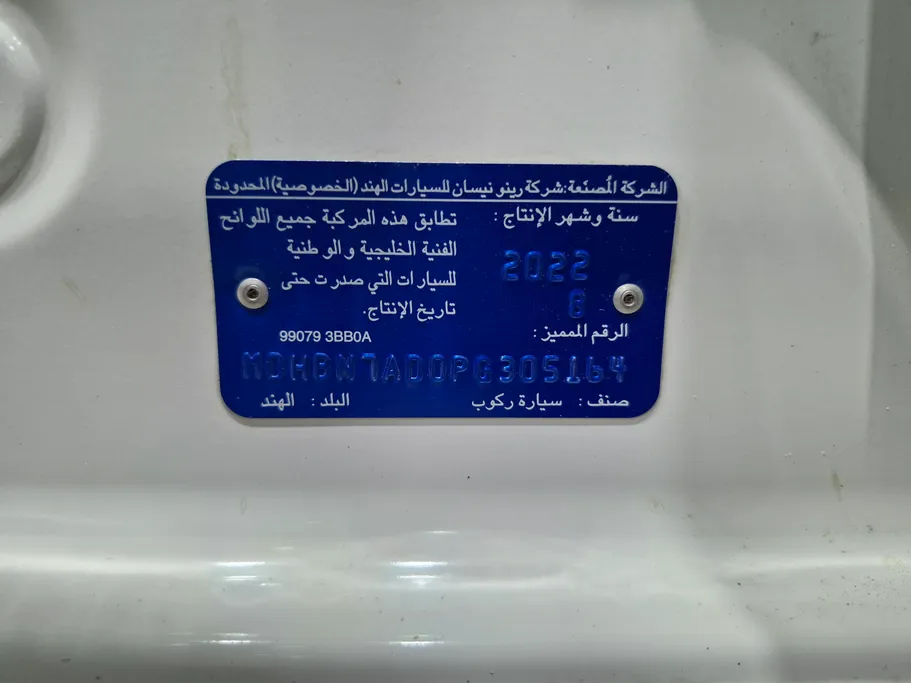 الشركة المُصنّعة:شركة رينو نيسان للسيارات الهند (الخصوصية) المحدودة
سنة وشهر الإنتاج :
2022
8
تطابق هذه المركبة جميع اللوائح
الفنية الخليجية والوطنية
للسيارات التي صدرت حتى
تاريخ الإنتاج.
99079 3BB0A
الرقم المميز :
MDHBN7AD0PG305164
صنف : سيارة ركوب
البلد : الهند